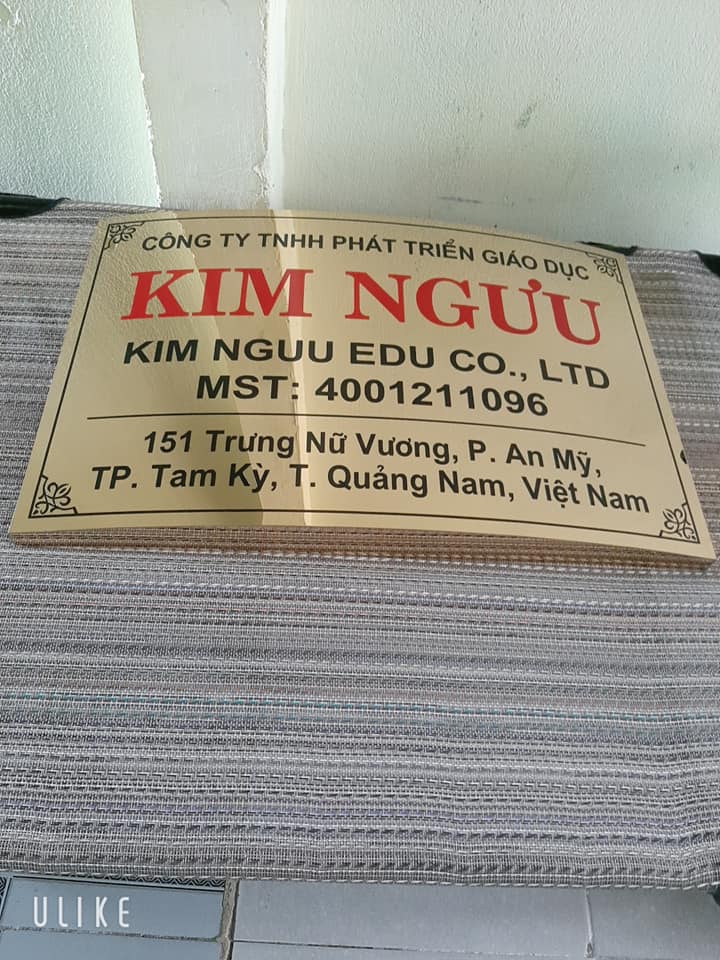 CÔNG TY TNHH PHÁT TRIỂN GIÁO DỤC
KIM NGƯU
KIM NGUU EDU CO., LTD
MST: 4001211096
151 Trưng Nữ Vương, P. An Mỹ,
TP. Tam Kỳ, T. Quảng Nam, Việt Nam
ULIKE